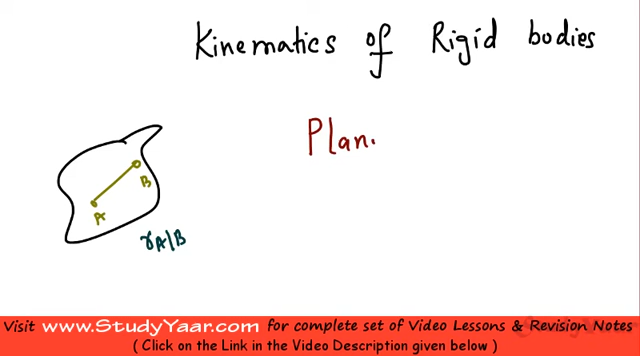 Kinematics of Rigid bodies
Plan.
B
A
rA/B
Visit www.StudyYaar.com for complete set of Video Lessons & Revision Notes
( Click on the Link in the Video Description given below )